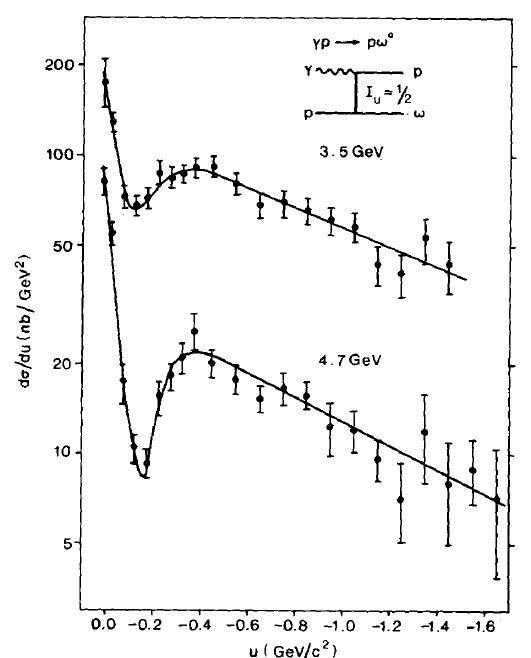 γp → pω°
γ p
I_u = 1/2
p ω
3.5 GeV
4.7 GeV
dσ/du (nb/GeV²)
200
100
50
20
10
5
0.0 -0.2 -0.4 -0.6 -0.8 -1.0 -1.2 -1.4 -1.6
u (GeV/c²)